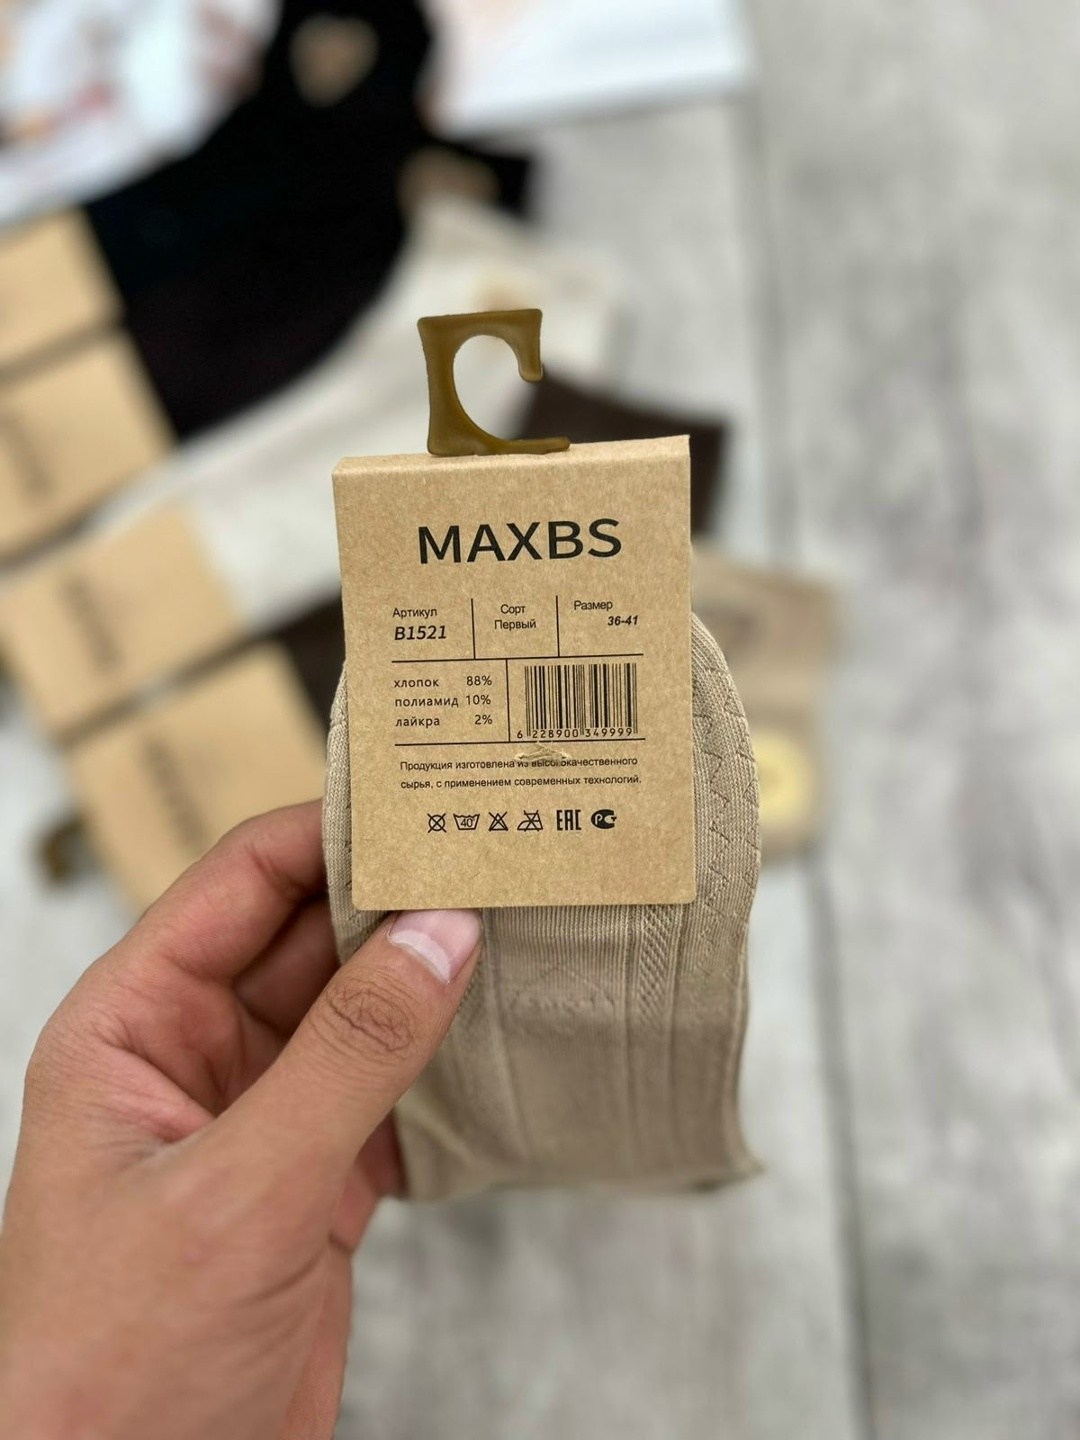 MAXBS
Артикул
B1521
Сорт
Первый
Размер
36-41
хлопок 88%
полиамид 10%
лайкра 2%
6 228900 349999
Продукция изготовлена из высококачественного
сырья, с применением современных технологий.
40°
EAC